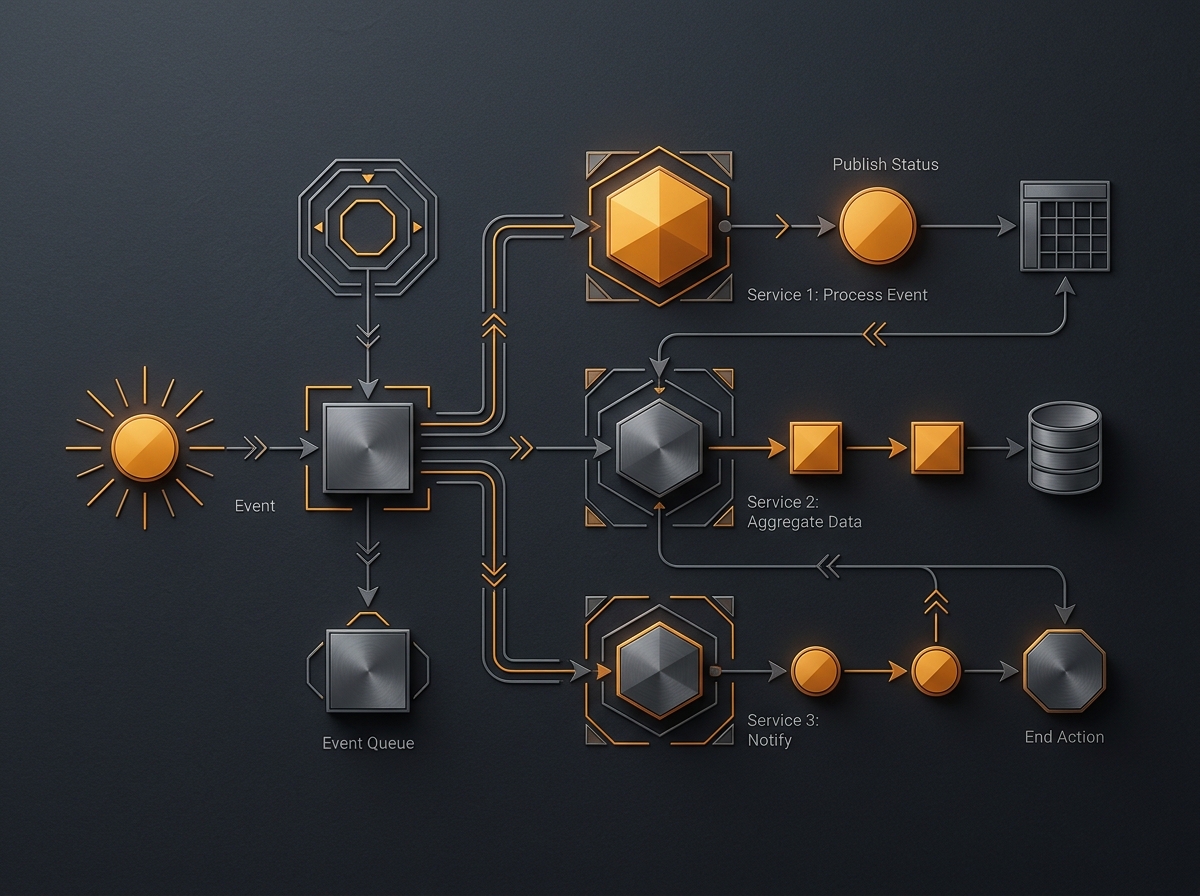 Publish Status
Service 1: Process Event
Event
Service 2:
Aggregate Data
Service 3:
Notify
Event Queue
End Action